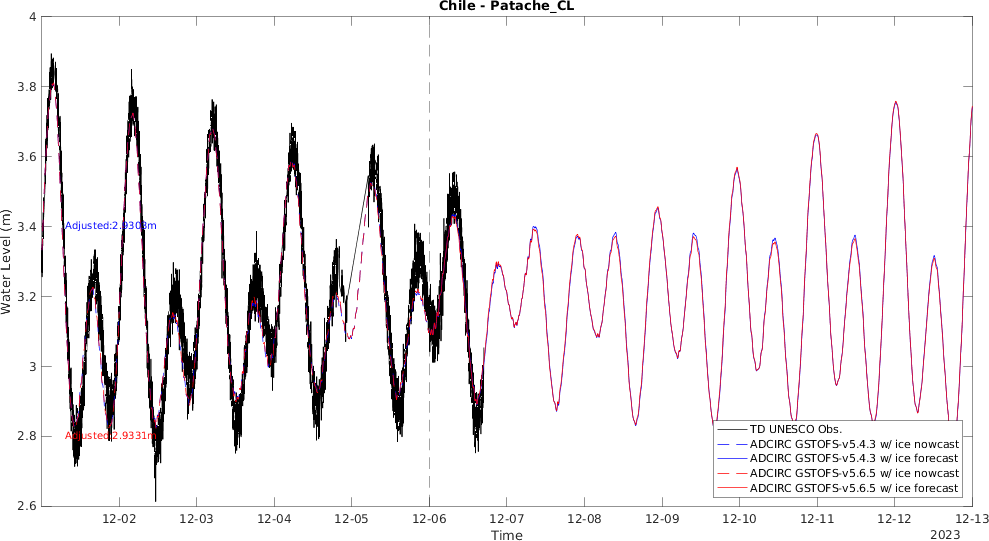 Chile - Patache_CL
Water Level (m)
4
3.8
3.6
3.4
3.2
3
2.8
2.6
Adjusted:2.9303m
Adjusted:2.9331m
TD UNESCO Obs.
ADCIRC GSTOFS-v5.4.3 w/ ice nowcast
ADCIRC GSTOFS-v5.4.3 w/ ice forecast
ADCIRC GSTOFS-v5.6.5 w/ ice nowcast
ADCIRC GSTOFS-v5.6.5 w/ ice forecast
12-02 12-03 12-04 12-05 12-06 12-07 12-08 12-09 12-10 12-11 12-12 12-13
Time
2023